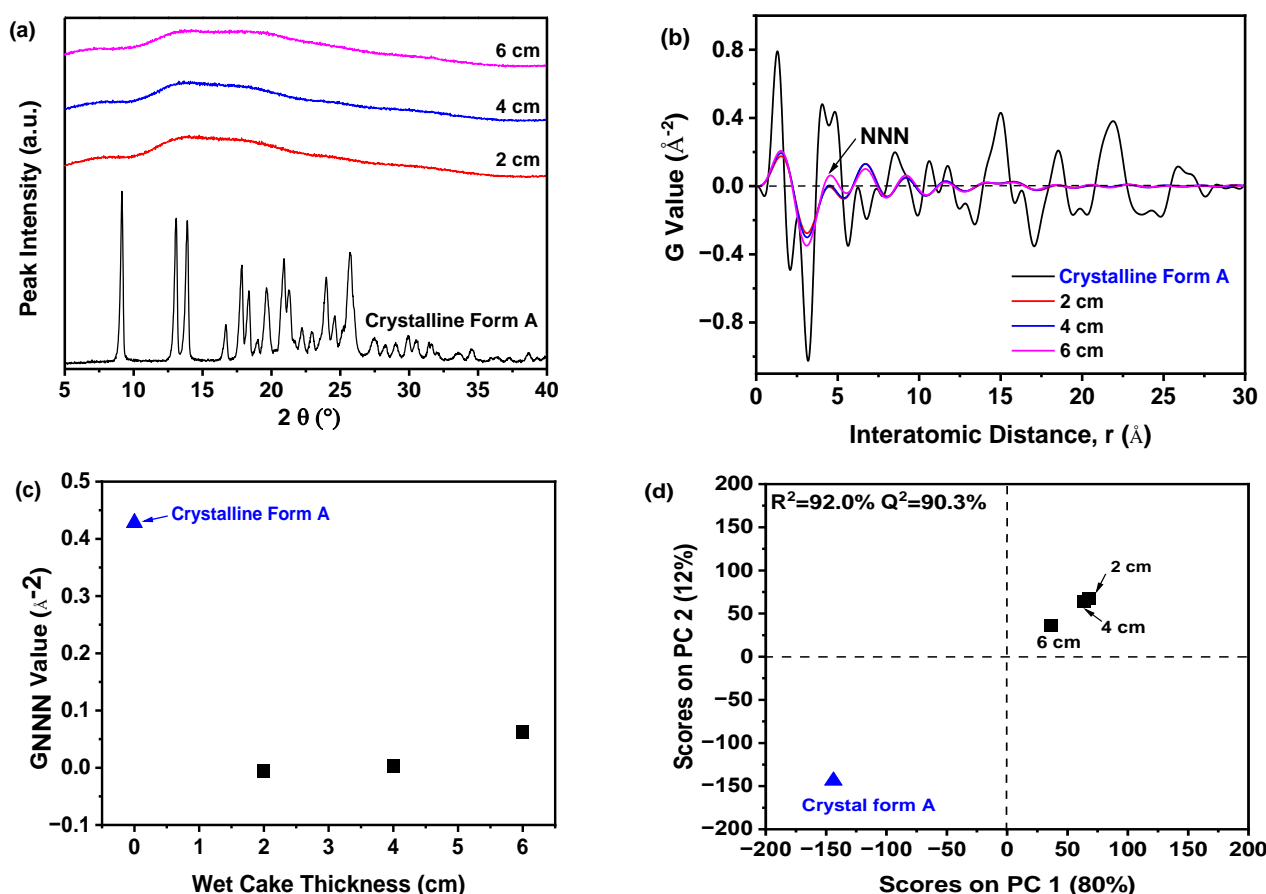 (a)
6 cm
4 cm
2 cm
Crystalline Form A
Peak Intensity (a.u.)
5 10 15 20 25 30 35 40
2 θ (°)
(b)
0.8
0.4
0.0
−0.4
−0.8
G Value (Å-2)
NNN
Crystalline Form A
2 cm
4 cm
6 cm
0 5 10 15 20 25 30
Interatomic Distance, r (Å)
(c)
0.5
0.4
0.3
0.2
0.1
0.0
−0.1
GNNN Value (Å-2)
Crystalline Form A
0 1 2 3 4 5 6
Wet Cake Thickness (cm)
(d)
200
150
100
50
0
−50
−100
−150
−200
Scores on PC 2 (12%)
R2=92.0% Q2=90.3%
2 cm
4 cm
6 cm
Crystal form A
−200 −150 −100 −50 0 50 100 150 200
Scores on PC 1 (80%)